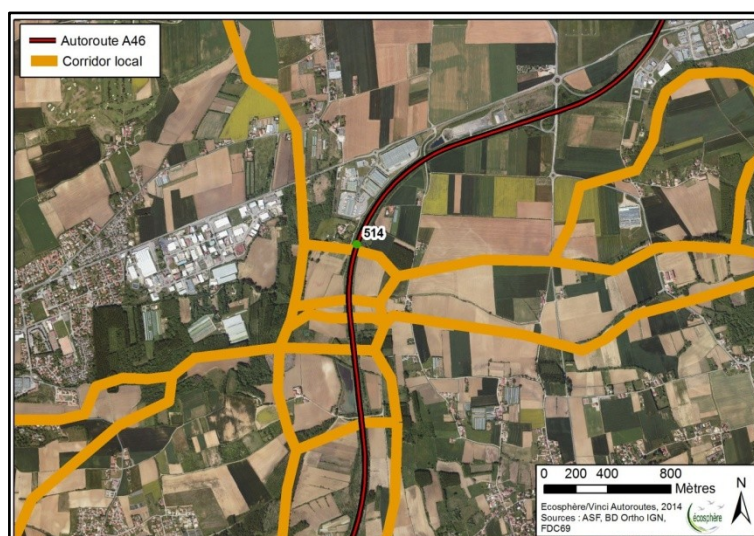 Autoroute A46
Corridor local
514
0 200 400 800
Mètres
N
Ecosphère/Vinci Autoroutes, 2014
Sources : ASF, BD Ortho IGN,
FDC69
écosphère